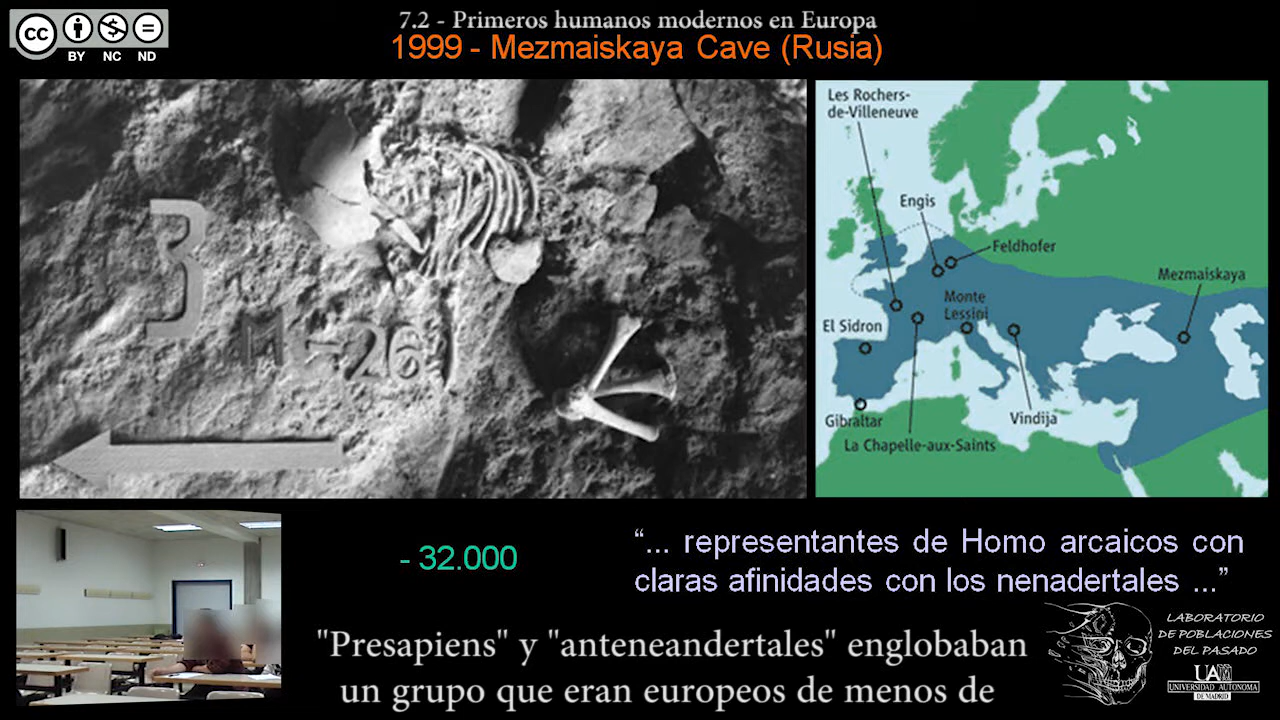 7.2 - Primeros humanos modernos en Europa
1999 - Mezmaiskaya Cave (Rusia)
CC
BY NC ND
3
M-26
Les Rochers-
de-Villeneuve
Engis
Feldhofer
Mezmaiskaya
Monte
Lessini
El Sidron
Gibraltar
Vindija
La Chapelle-aux-Saints
- 32.000
“... representantes de Homo arcaicos con
claras afinidades con los nenadertales ...”
"Presapiens" y "anteneandertales" englobaban
un grupo que eran europeos de menos de
LABORATORIO
DE POBLACIONES
DEL PASADO
UAM
UNIVERSIDAD AUTONOMA
DE MADRID